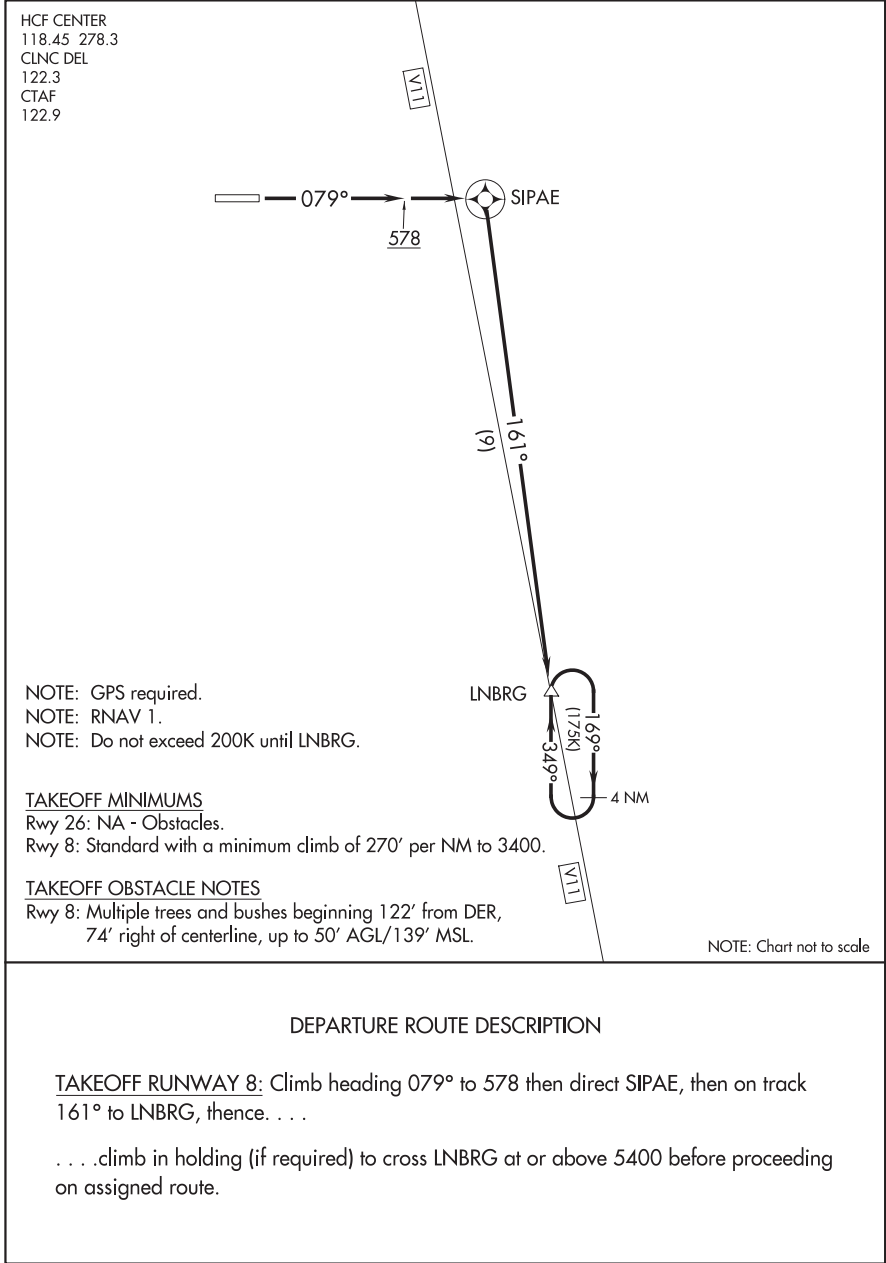 HCF CENTER
118.45 278.3
CLNC DEL
122.3
CTAF
122.9
V11
079°
SIPAE
578
161°
(9)
LNBRG
169°
(175K)
349°
4 NM
V11
NOTE: GPS required.
NOTE: RNAV 1.
NOTE: Do not exceed 200K until LNBRG.
TAKEOFF MINIMUMS
Rwy 26: NA - Obstacles.
Rwy 8: Standard with a minimum climb of 270' per NM to 3400.
TAKEOFF OBSTACLE NOTES
Rwy 8: Multiple trees and bushes beginning 122' from DER,
74' right of centerline, up to 50' AGL/139' MSL.
NOTE: Chart not to scale
DEPARTURE ROUTE DESCRIPTION
TAKEOFF RUNWAY 8: Climb heading 079° to 578 then direct SIPAE, then on track
161° to LNBRG, thence. . . .
. . . .climb in holding (if required) to cross LNBRG at or above 5400 before proceeding
on assigned route.